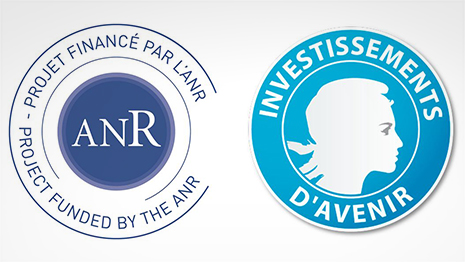 - PROJET FINANCÉ PAR L'ANR
- PROJECT FUNDED BY THE ANR
ANR
INVESTISSEMENTS
D'AVENIR